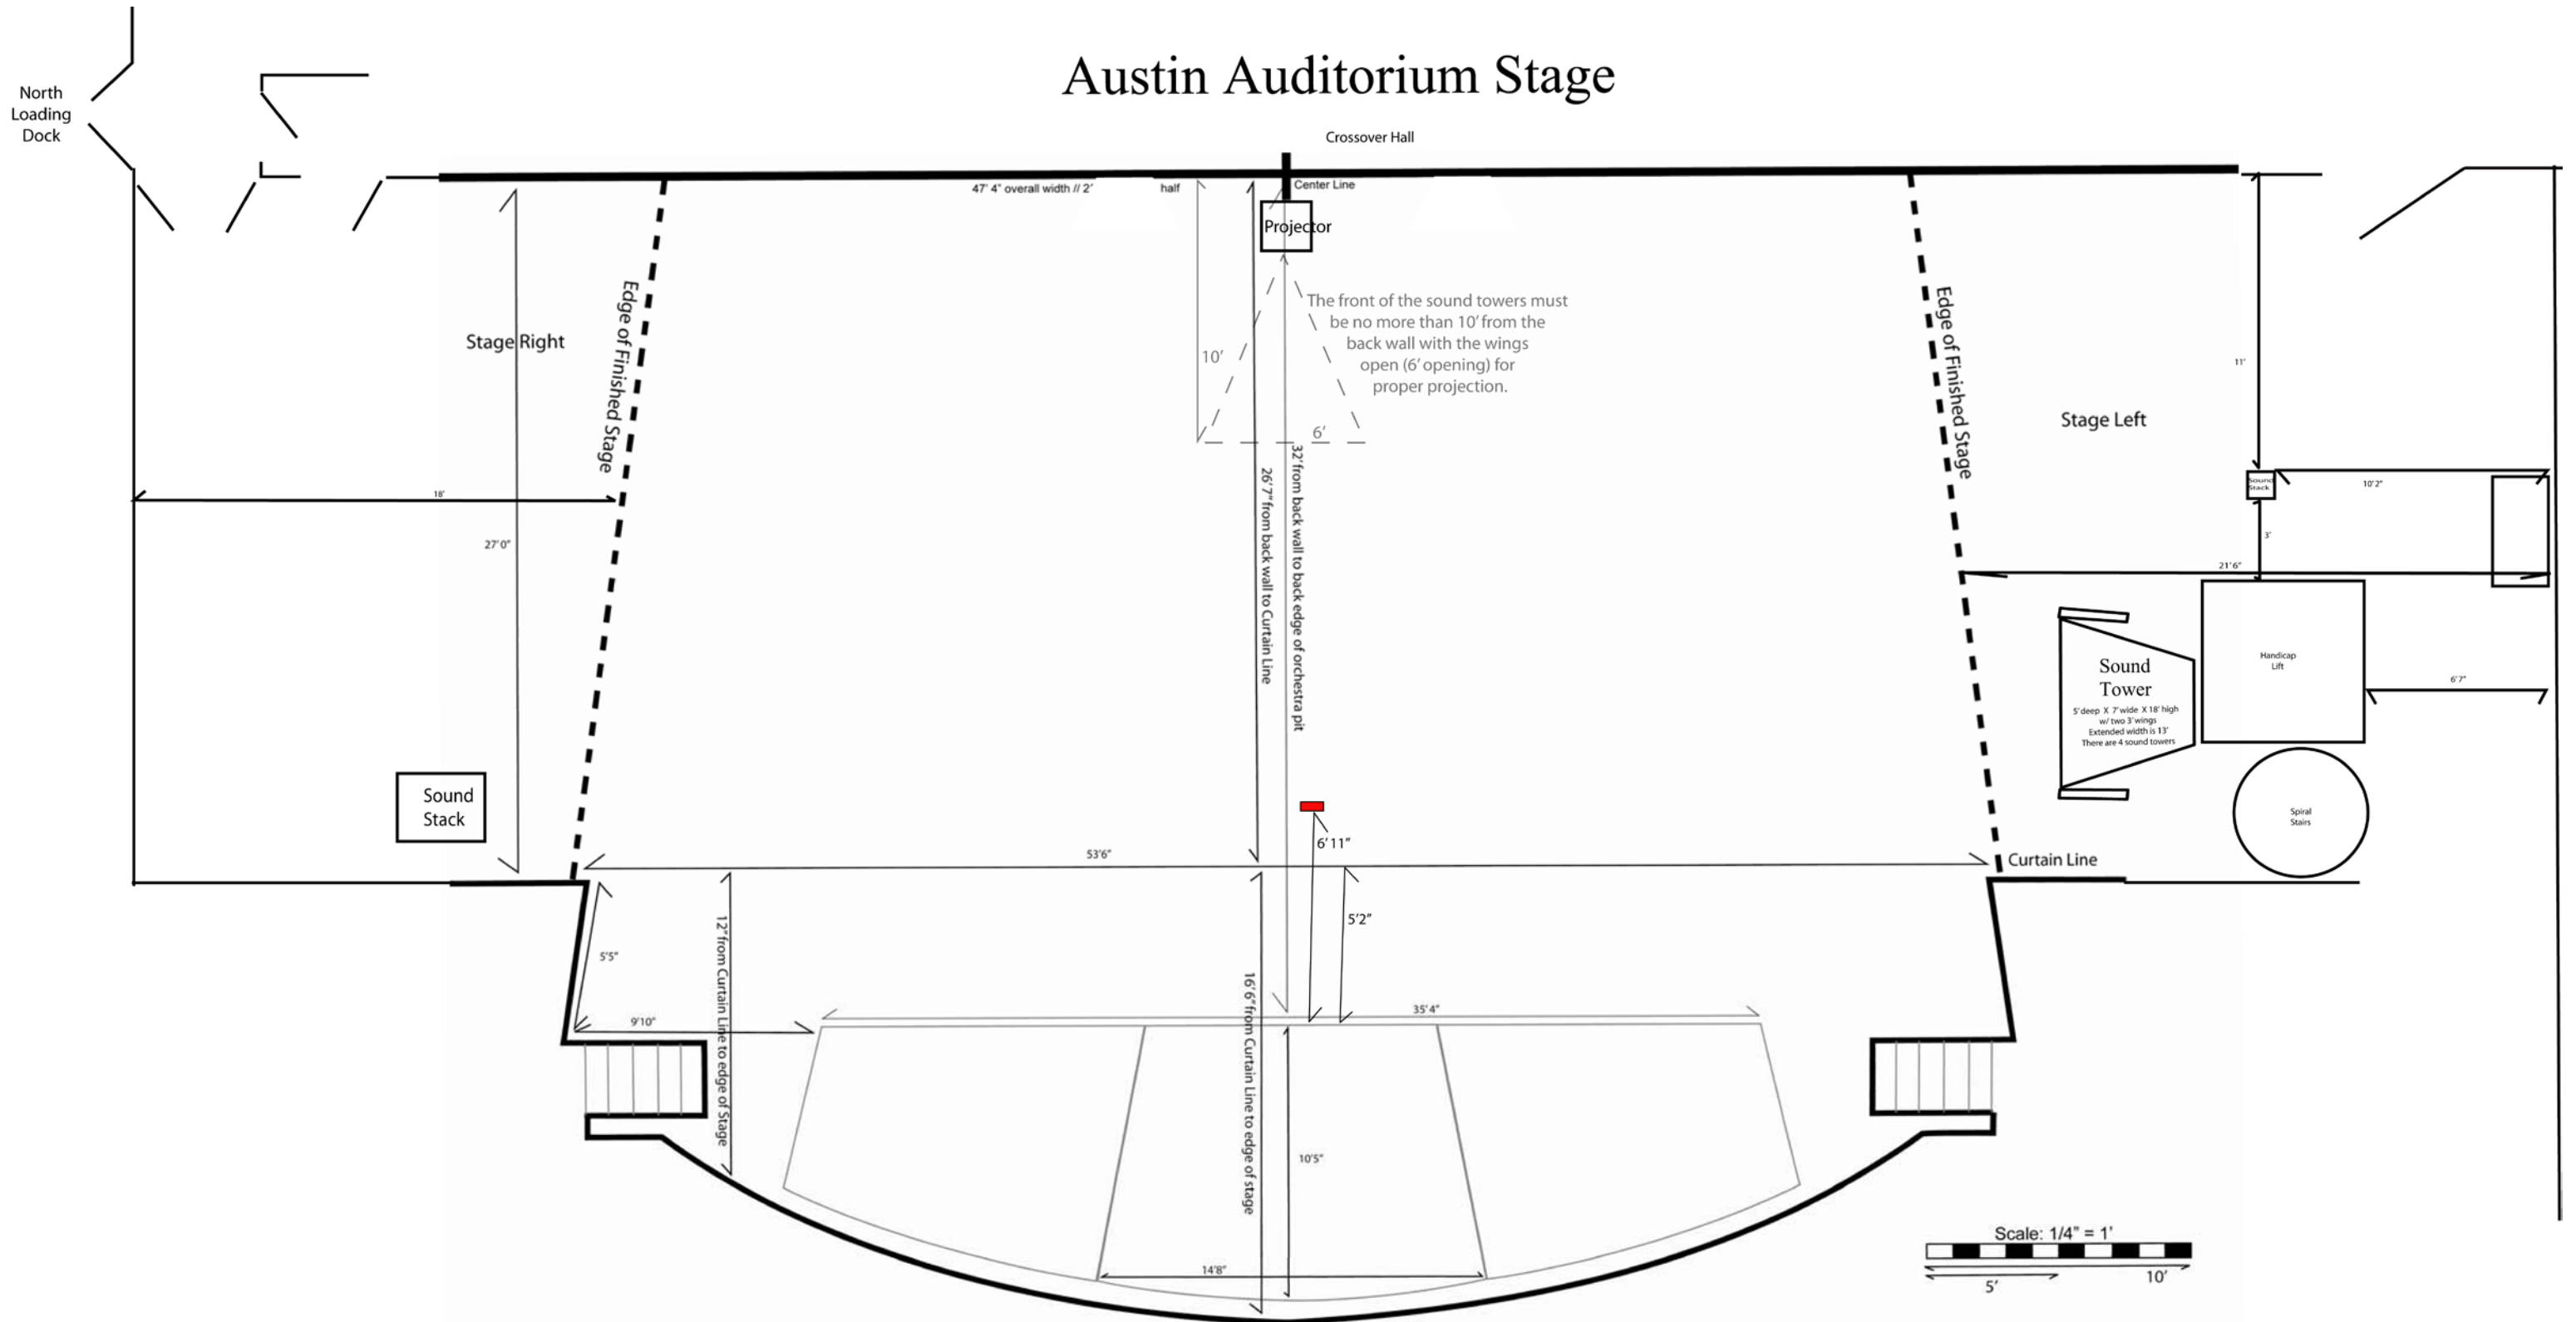 Austin Auditorium Stage
North
Loading
Dock
Crossover Hall
47' 4" overall width // 2'
half
Center Line
Projector
Edge of Finished Stage
Stage Right
The front of the sound towers must
be no more than 10' from the
back wall with the wings
open (6' opening) for
proper projection.
10'
6'
Edge of Finished Stage
Stage Left
11'
Sound
Stack
10'2"
3'
18'
27'0"
26'7" from back wall to Curtain Line
32' from back wall to back edge of orchestra pit
21'6"
Sound
Tower
5' deep X 7' wide X 18' high
w/ two 3' wings
Extended width is 13'
There are 4 sound towers
Handicap
Lift
6'7"
Sound
Stack
Spiral
Stairs
6' 11"
53'6"
Curtain Line
5'2"
5'5"
12" from Curtain Line to edge of Stage
16'6" from Curtain Line to edge of stage
9'10"
35'4"
10'5"
14'8"
Scale: 1/4" = 1'
5'
10'